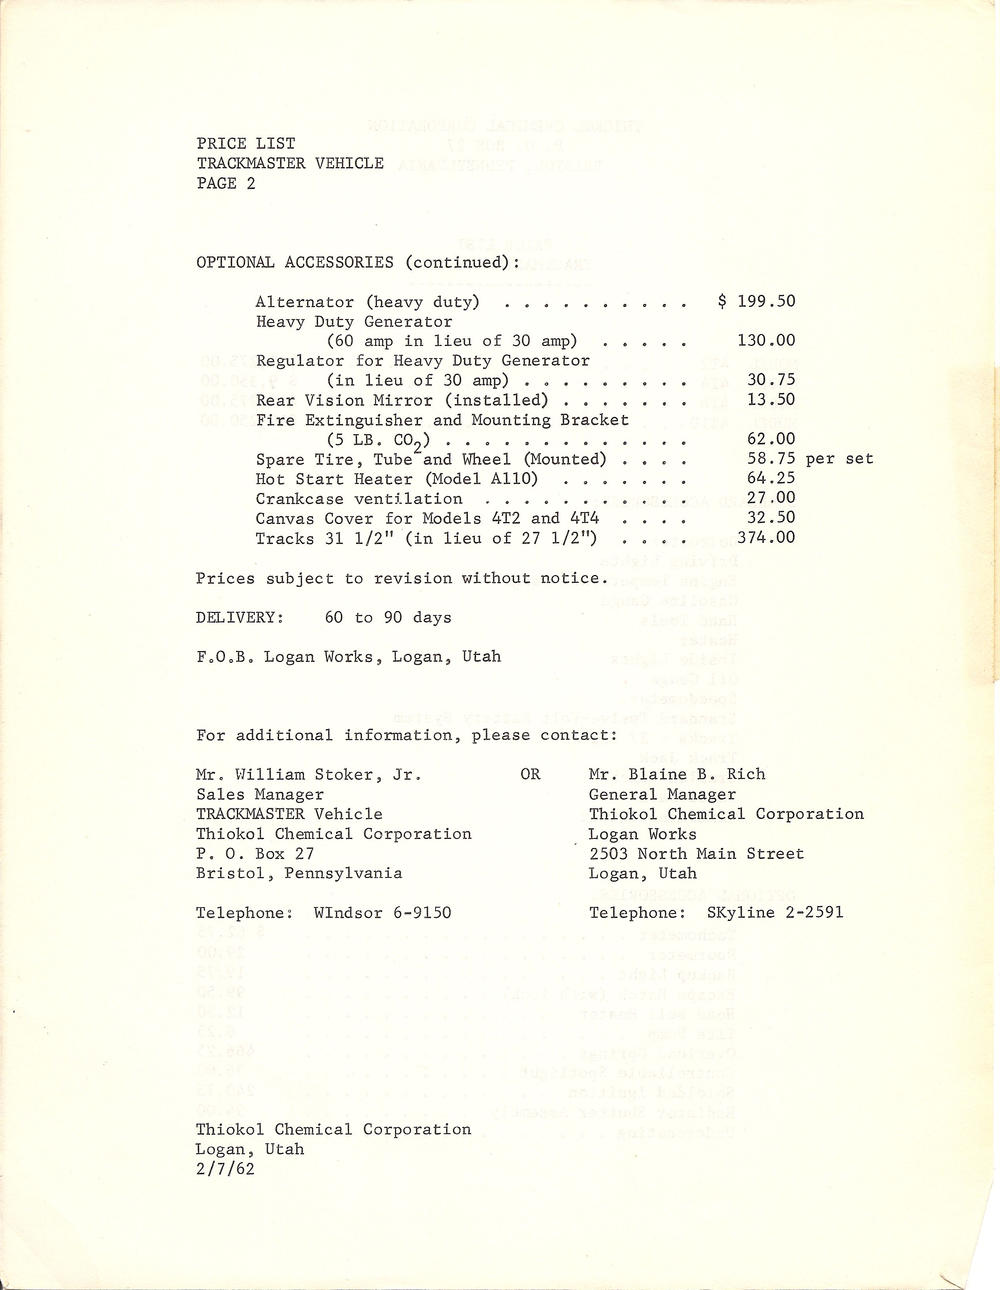 PRICE LIST
TRACKMASTER VEHICLE
PAGE 2
OPTIONAL ACCESSORIES (continued):
Alternator (heavy duty) . . . . . . . . . . $ 199.50
Heavy Duty Generator
(60 amp in lieu of 30 amp) . . . . . 130.00
Regulator for Heavy Duty Generator
(in lieu of 30 amp) . . . . . . . . . 30.75
Rear Vision Mirror (installed) . . . . . . . 13.50
Fire Extinguisher and Mounting Bracket
(5 LB. CO2) . . . . . . . . . . . . . 62.00
Spare Tire, Tube and Wheel (Mounted) . . . . 58.75 per set
Hot Start Heater (Model A110) . . . . . . . 64.25
Crankcase ventilation . . . . . . . . . . . 27.00
Canvas Cover for Models 4T2 and 4T4 . . . . 32.50
Tracks 31 1/2" (in lieu of 27 1/2") . . . . 374.00
Prices subject to revision without notice.
DELIVERY: 60 to 90 days
F.O.B. Logan Works, Logan, Utah
For additional information, please contact:
Mr. William Stoker, Jr. OR Mr. Blaine B. Rich
Sales Manager General Manager
TRACKMASTER Vehicle Thiokol Chemical Corporation
Thiokol Chemical Corporation Logan Works
P. O. Box 27 2503 North Main Street
Bristol, Pennsylvania Logan, Utah
Telephone: WIndsor 6-9150 Telephone: SKyline 2-2591
Thiokol Chemical Corporation
Logan, Utah
2/7/62